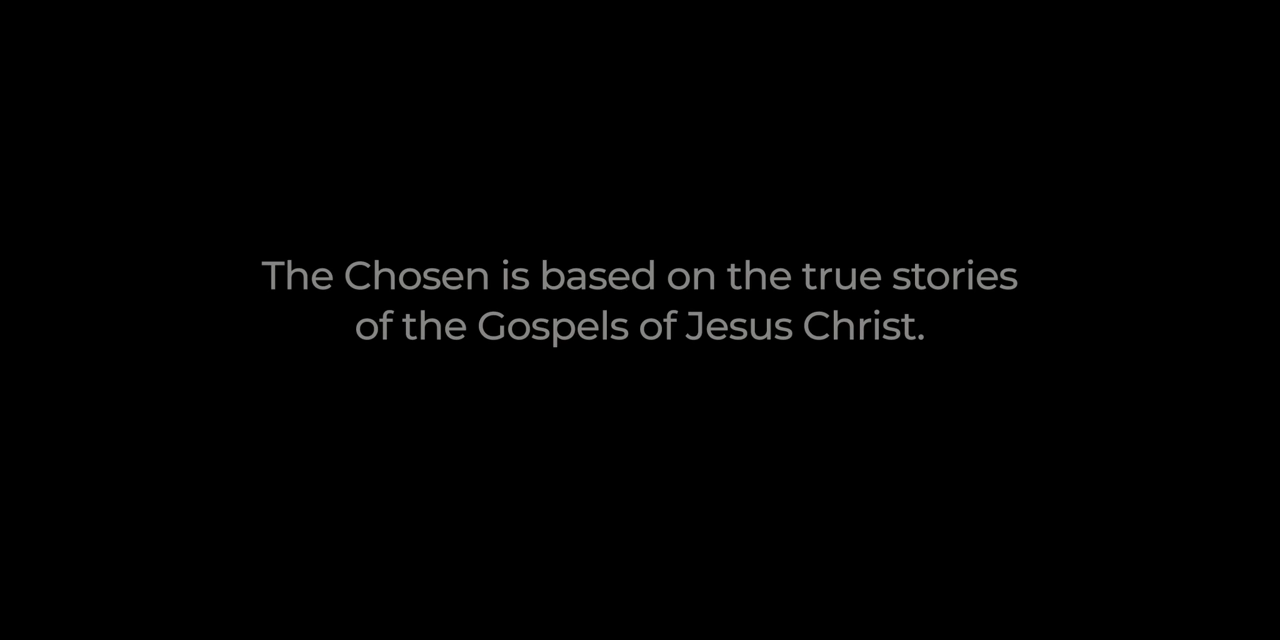 The Chosen is based on the true stories
of the Gospels of Jesus Christ.